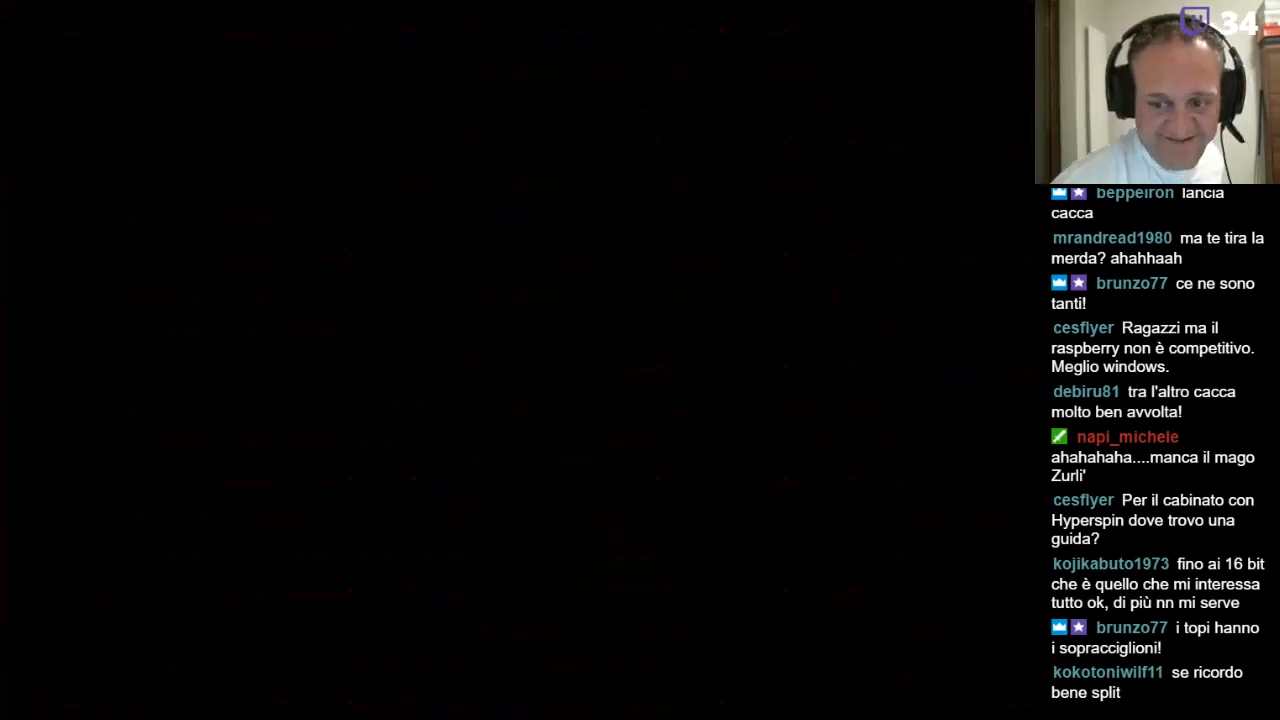 34
beppeiron lancia
cacca
mrandread1980 ma te tira la
merda? ahahhaah
brunzo77 ce ne sono
tanti!
cesflyer Ragazzi ma il
raspberry non è competitivo.
Meglio windows.
debiru81 tra l'altro cacca
molto ben avvolta!
napi_michele
ahahahaha....manca il mago
Zurli'
cesflyer Per il cabinato con
Hyperspin dove trovo una
guida?
kojikabuto1973 fino ai 16 bit
che è quello che mi interessa
tutto ok, di più nn mi serve
brunzo77 i topi hanno
i sopracciglioni!
kokotoniwilf11 se ricordo
bene split